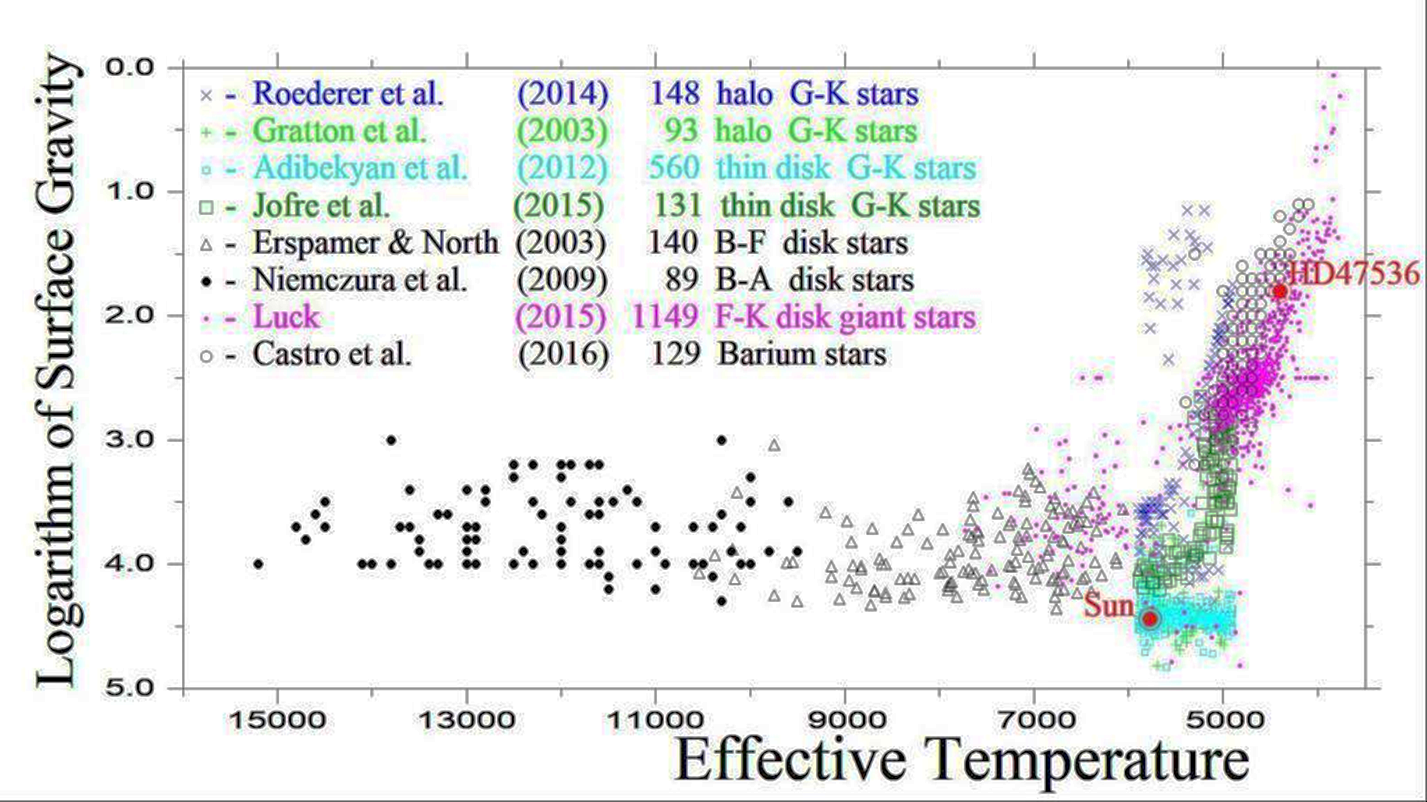 Logarithm of Surface Gravity
0.0
1.0
2.0
3.0
4.0
5.0
× - Roederer et al. (2014) 148 halo G-K stars
+ - Gratton et al. (2003) 93 halo G-K stars
▫ - Adibekyan et al. (2012) 560 thin disk G-K stars
□ - Jofre et al. (2015) 131 thin disk G-K stars
△ - Erspamer & North (2003) 140 B-F disk stars
• - Niemczura et al. (2009) 89 B-A disk stars
· - Luck (2015) 1149 F-K disk giant stars
○ - Castro et al. (2016) 129 Barium stars
HD47536
Sun
15000 13000 11000 9000 7000 5000
Effective Temperature